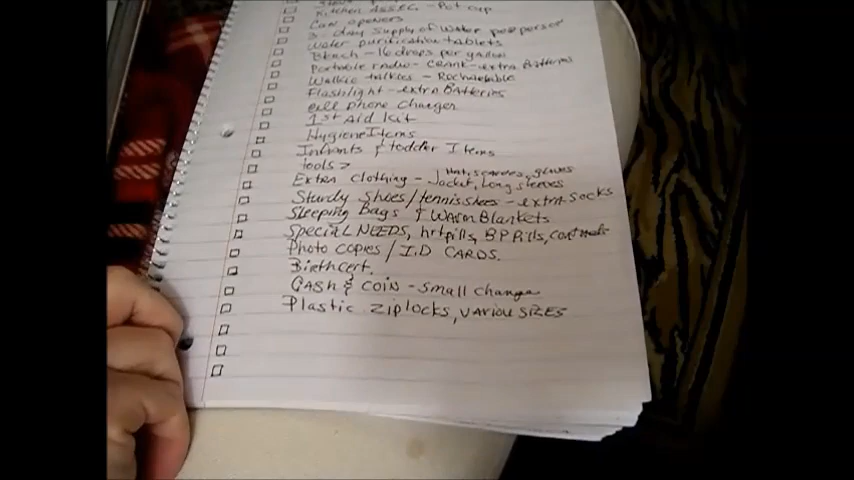 Kitchen ASSEC - Pot cup
Can openers
3-day supply of water per person
water purification tablets
Bleach - 16 drops per gallon
Portable radio - CRANK - extra Batteries
Walkie talkies - Rechargable
Flashlight - extra Batteries
cell phone charger
1st Aid Kit
Hygiene Items
Infants & todder Items
tools ?
Hat, scarves, gloves
Extra clothing - Jacket, Long sleeves
Sturdy Shoes/tennis shoes - extra socks
Sleeping Bags & Warm Blankets
Special NEEDS, hrt pills, BP Pills,
Photo copies / I.D CARDS.
Birth cert.
CASH & COIN - small change
Plastic ziplocks, various SIZES